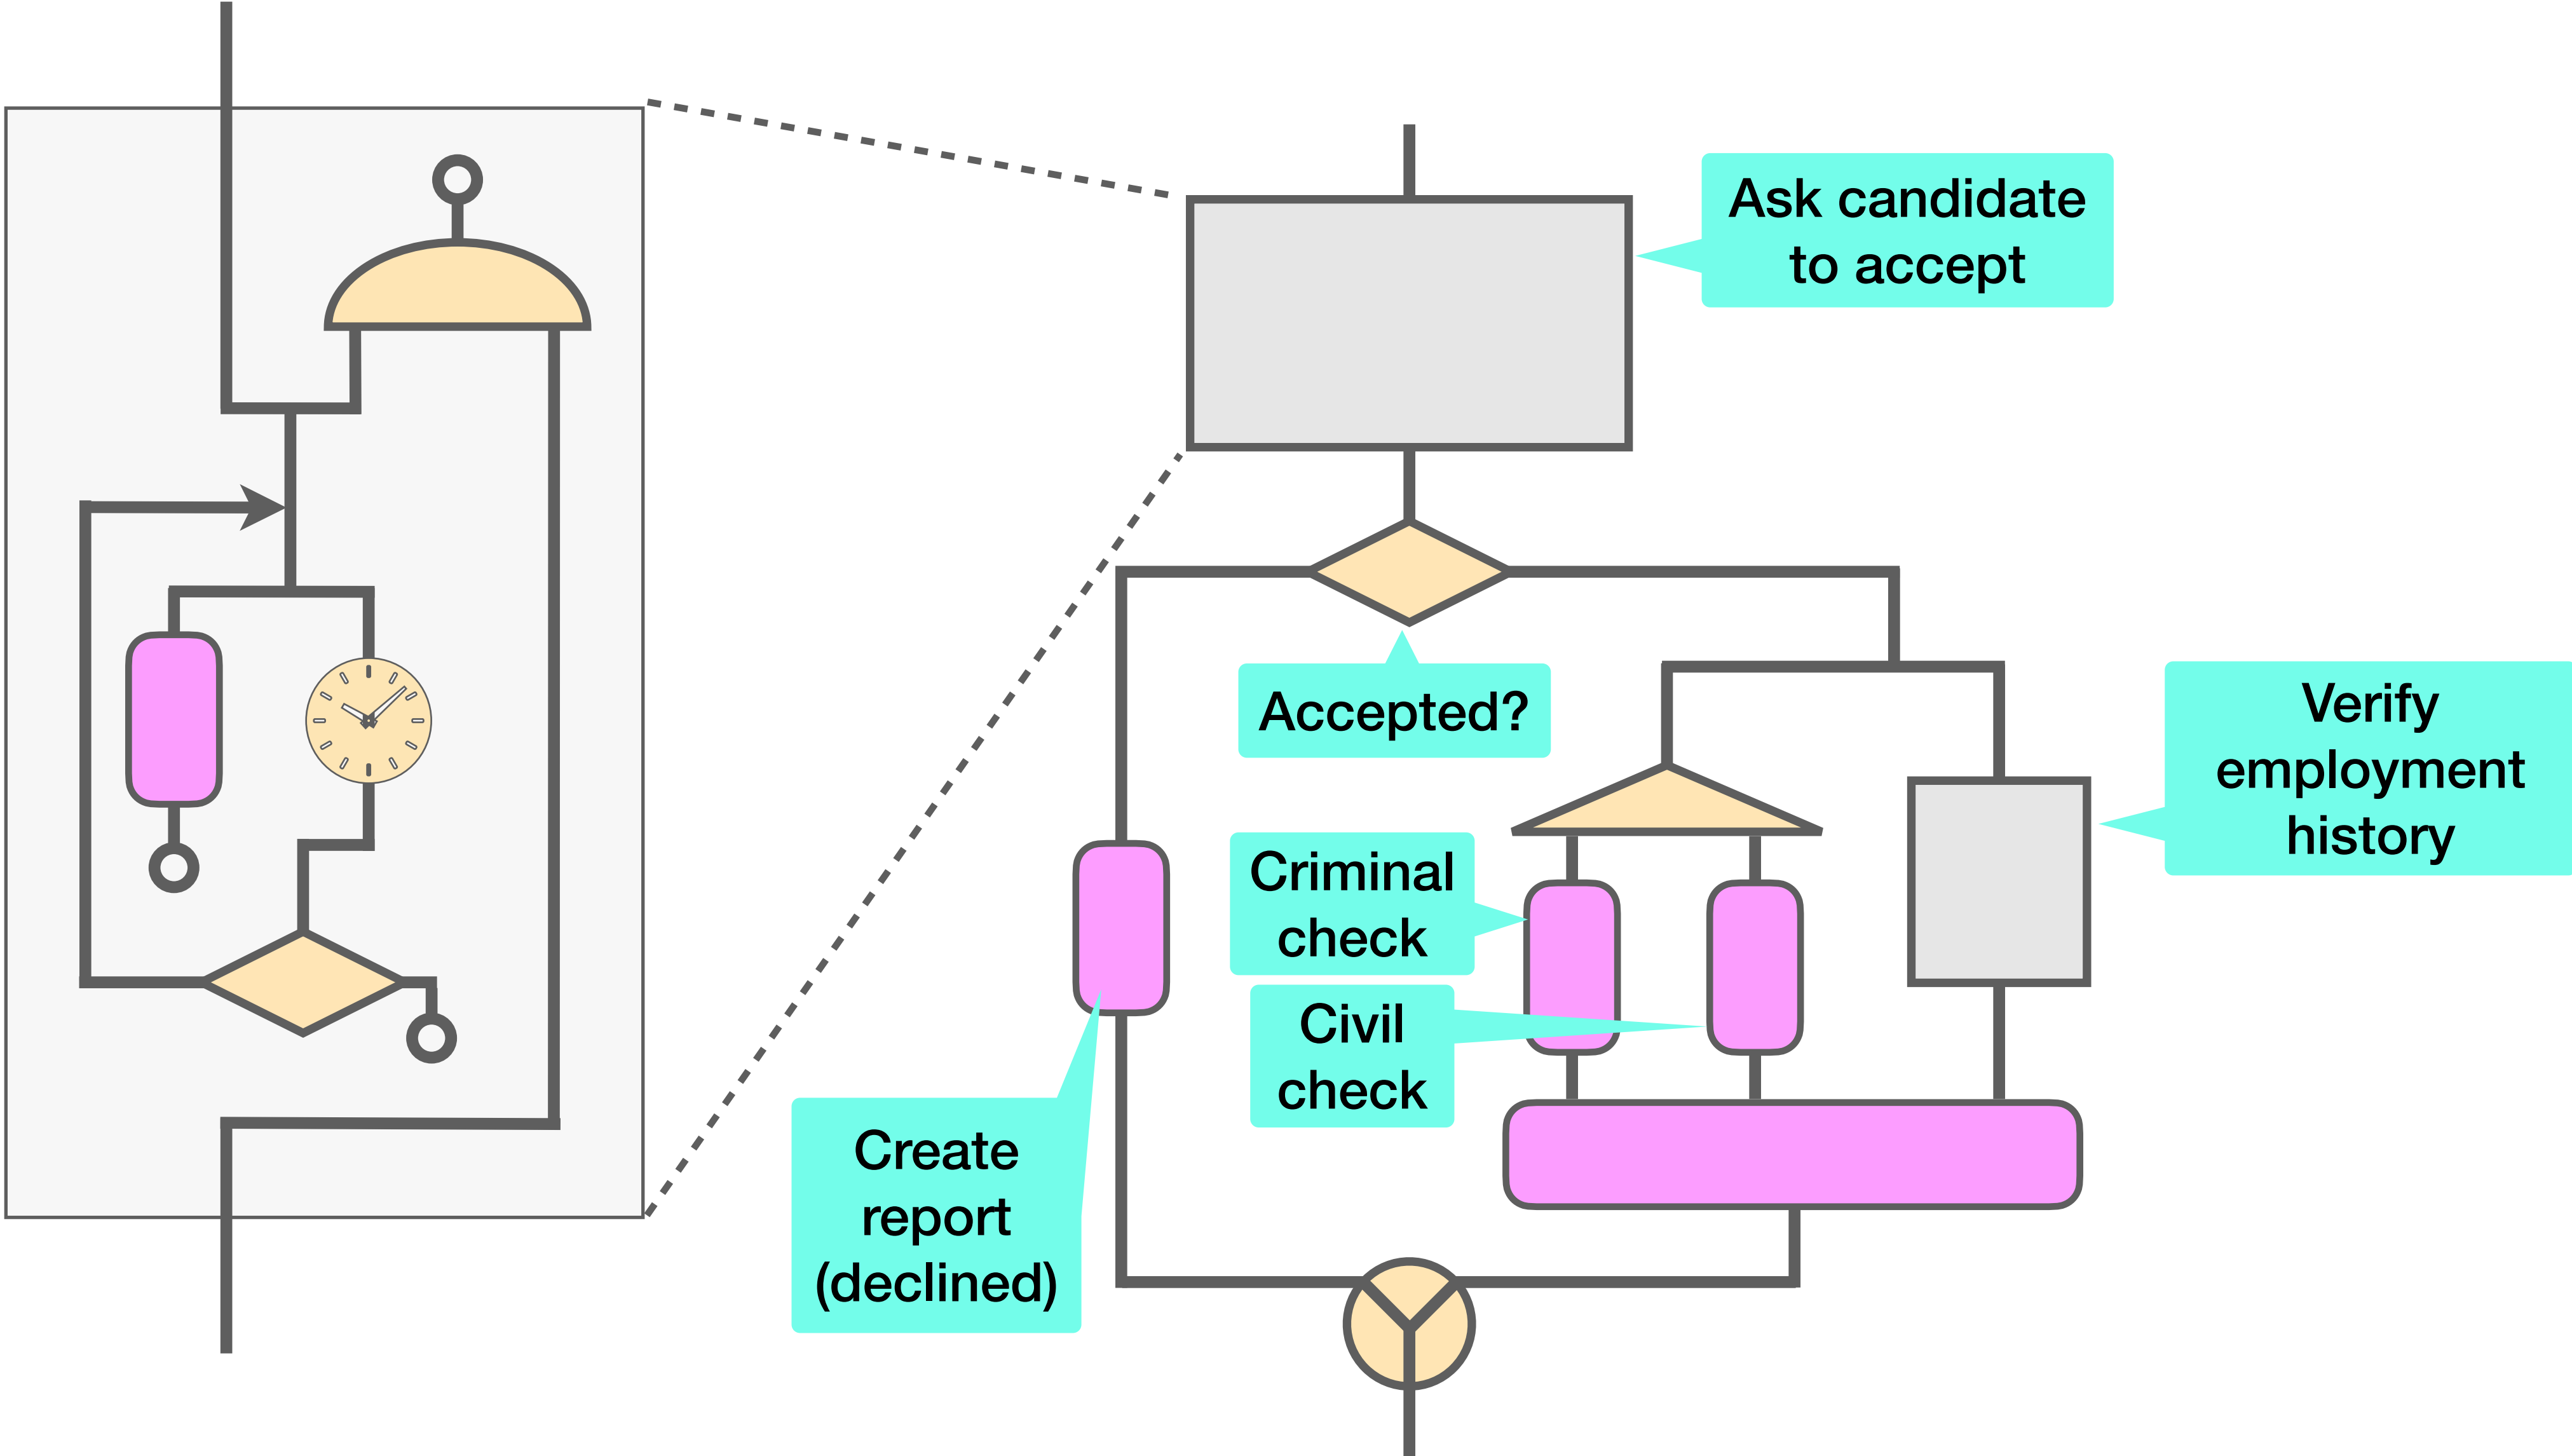 Ask candidate
to accept
Accepted?
Verify
employment
history
Criminal
check
Civil
check
Create
report
(declined)